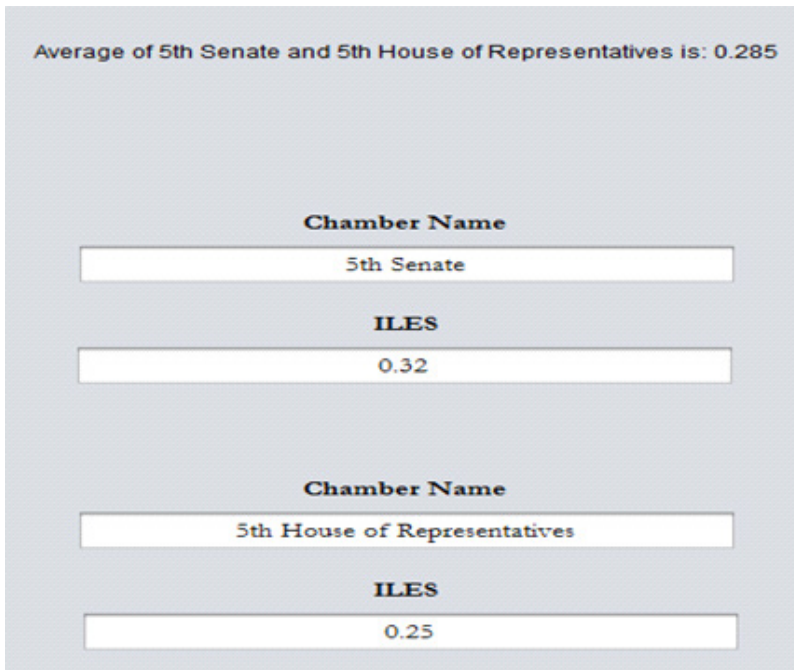 Average of 5th Senate and 5th House of Representatives is: 0.285
Chamber Name
5th Senate
ILES
0.32
Chamber Name
5th House of Representatives
ILES
0.25